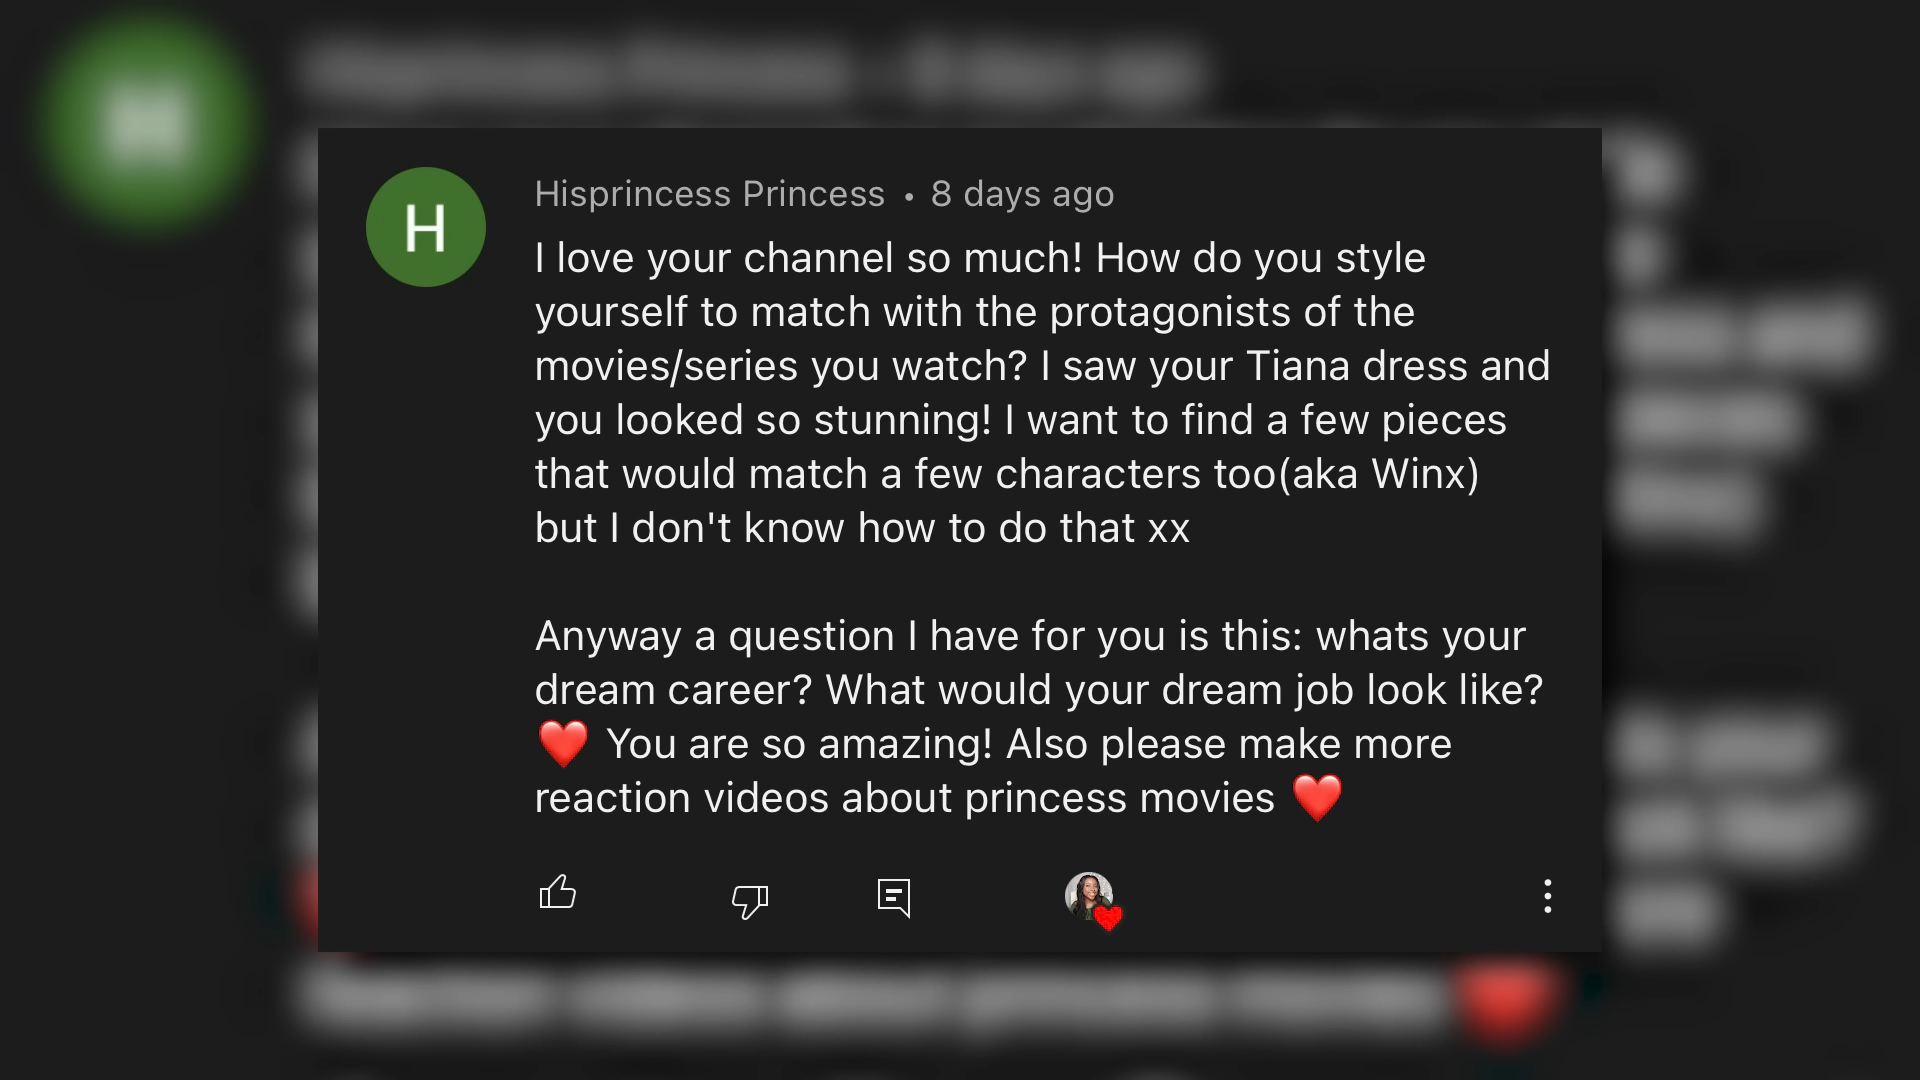 H
Hisprincess Princess • 8 days ago
I love your channel so much! How do you style
yourself to match with the protagonists of the
movies/series you watch? I saw your Tiana dress and
you looked so stunning! I want to find a few pieces
that would match a few characters too(aka Winx)
but I don't know how to do that xx
Anyway a question I have for you is this: whats your
dream career? What would your dream job look like?
❤️ You are so amazing! Also please make more
reaction videos about princess movies ❤️